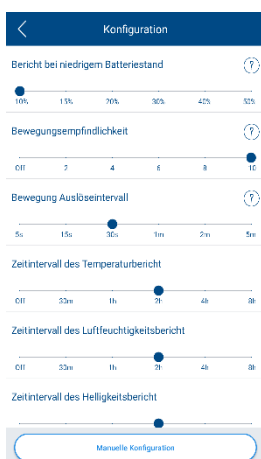 Konfiguration
Bericht bei niedrigem Batteriestand ?
10% 15% 20% 30% 40% 50%
Bewegungsempfindlichkeit ?
Off 2 4 6 8 10
Bewegung Auslöseintervall ?
5s 15s 30s 1m 2m 5m
Zeitintervall des Temperaturbericht
Off 30m 1h 2h 4h 8h
Zeitintervall des Luftfeuchtigkeitsbericht
Off 30m 1h 2h 4h 8h
Zeitintervall des Helligkeitsbericht
Manuelle Konfiguration